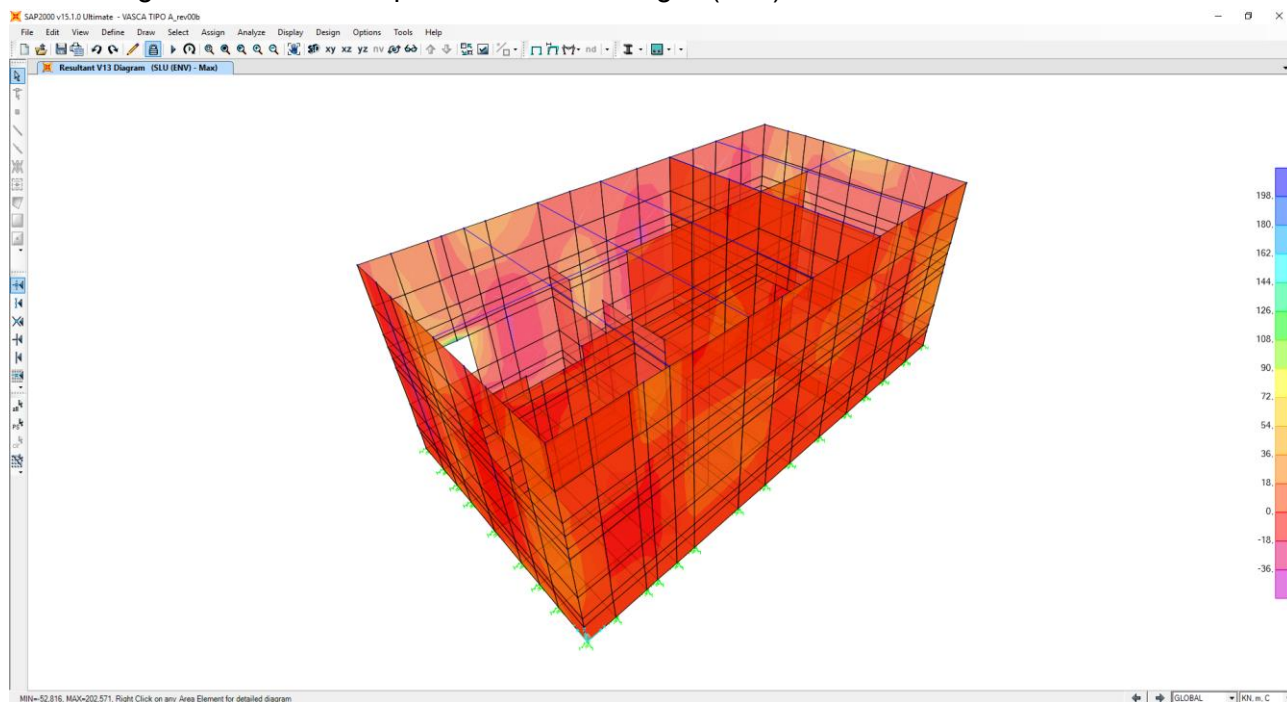 SAP2000 v15.1.0 Ultimate - VASCA TIPO A_rev00b
File Edit View Define Draw Select Assign Analyze Display Design Options Tools Help
xy xz yz nv nd
Resultant V13 Diagram (SLU (ENV) - Max)
198.
180.
162.
144.
126.
108.
90.
72.
54.
36.
18.
0.
-18.
-36.
MIN=-52.816, MAX=202.571, Right Click on any Area Element for detailed diagram
GLOBAL
KN, m, C